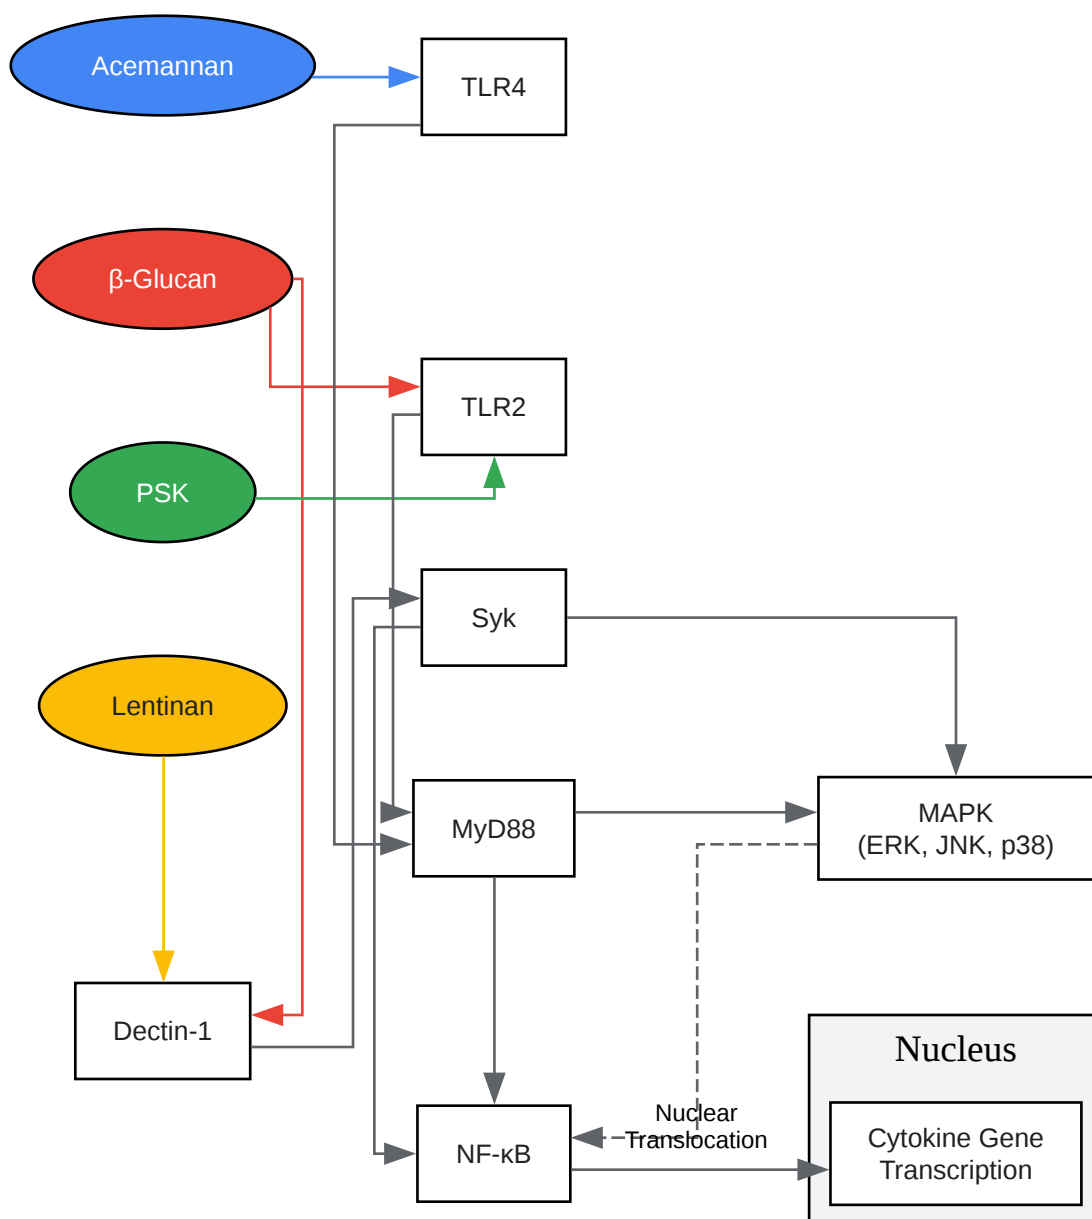 Acemannan
TLR4
β-Glucan
TLR2
PSK
Syk
Lentinan
MyD88
MAPK
(ERK, JNK, p38)
Dectin-1
Nucleus
Nuclear
Translocation
NF-κB
Cytokine Gene
Transcription